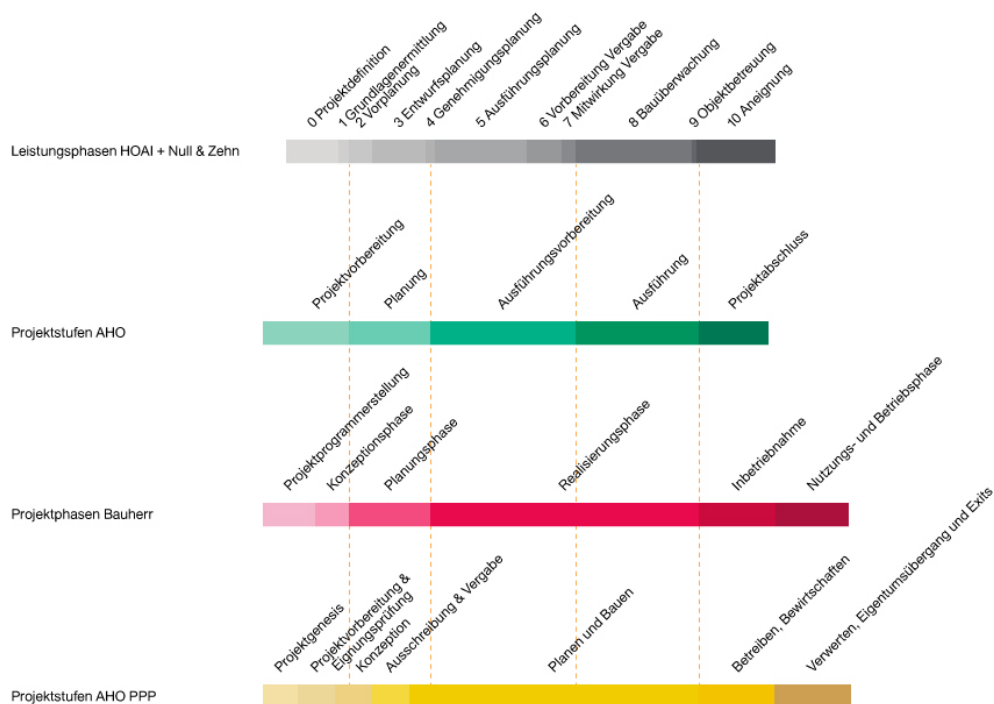 0 Projektdefinition
1 Grundlagenermittlung
2 Vorplanung
3 Entwurfsplanung
4 Genehmigungsplanung
5 Ausführungsplanung
6 Vorbereitung Vergabe
7 Mitwirkung Vergabe
8 Bauüberwachung
9 Objektbetreuung
10 Aneignung
Leistungsphasen HOAI + Null & Zehn
Projektvorbereitung
Planung
Ausführungsvorbereitung
Ausführung
Projektabschluss
Projektstufen AHO
Projektprogrammerstellung
Konzeptionsphase
Planungsphase
Realisierungsphase
Inbetriebnahme
Nutzungs- und Betriebsphase
Projektphasen Bauherr
Projektgenesis
Projektvorbereitung &
Eignungsprüfung
Konzeption
Ausschreibung & Vergabe
Planen und Bauen
Betreiben, Bewirtschaften
Verwerten, Eigentumsübergang und Exits
Projektstufen AHO PPP